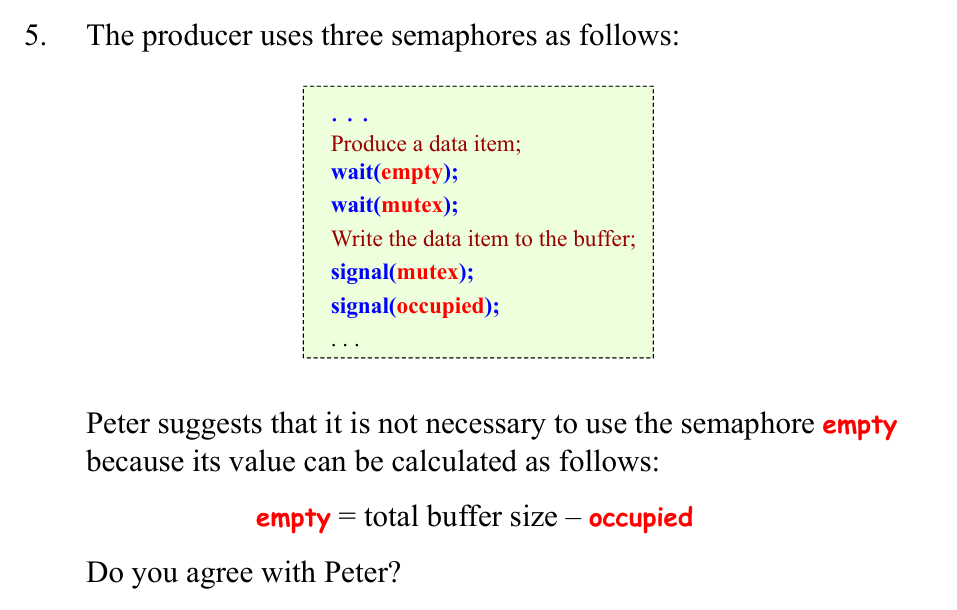 5. The producer uses three semaphores as follows:
. . .
Produce a data item;
wait(empty);
wait(mutex);
Write the data item to the buffer;
signal(mutex);
signal(occupied);
. . .
Peter suggests that it is not necessary to use the semaphore empty
because its value can be calculated as follows:
empty = total buffer size – occupied
Do you agree with Peter?